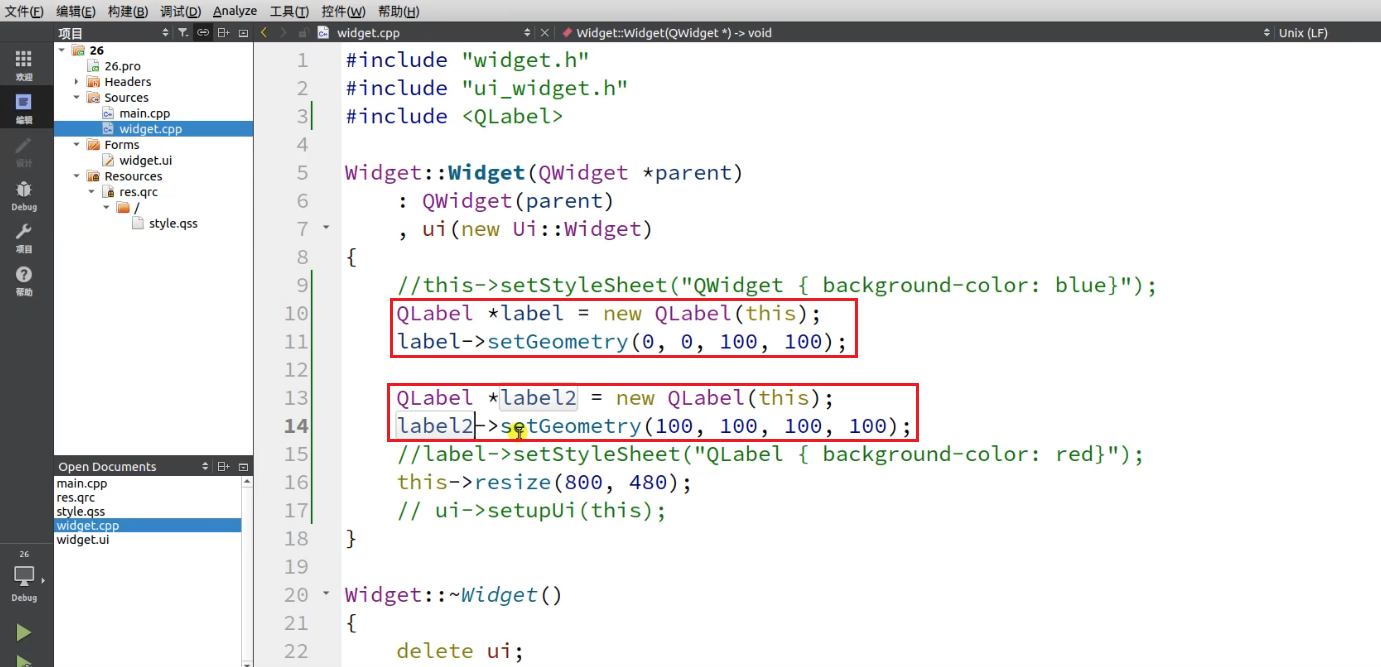 文件(F) 编辑(E) 构建(B) 调试(D) Analyze 工具(T) 控件(W) 帮助(H)
项目
widget.cpp
Widget::Widget(QWidget *) -> void
Unix (LF)
欢迎
编辑
设计
Debug
项目
帮助
26
26.pro
Headers
Sources
main.cpp
widget.cpp
Forms
widget.ui
Resources
res.qrc
/
style.qss
Open Documents
main.cpp
res.qrc
style.qss
widget.cpp
widget.ui
26
Debug
1 #include "widget.h"
2 #include "ui_widget.h"
3 #include <QLabel>
4
5 Widget::Widget(QWidget *parent)
6 : QWidget(parent)
7 , ui(new Ui::Widget)
8 {
9 //this->setStyleSheet("QWidget { background-color: blue}");
10 QLabel *label = new QLabel(this);
11 label->setGeometry(0, 0, 100, 100);
12
13 QLabel *label2 = new QLabel(this);
14 label2->setGeometry(100, 100, 100, 100);
15 //label->setStyleSheet("QLabel { background-color: red}");
16 this->resize(800, 480);
17 // ui->setupUi(this);
18 }
19
20 Widget::~Widget()
21 {
22 delete ui;